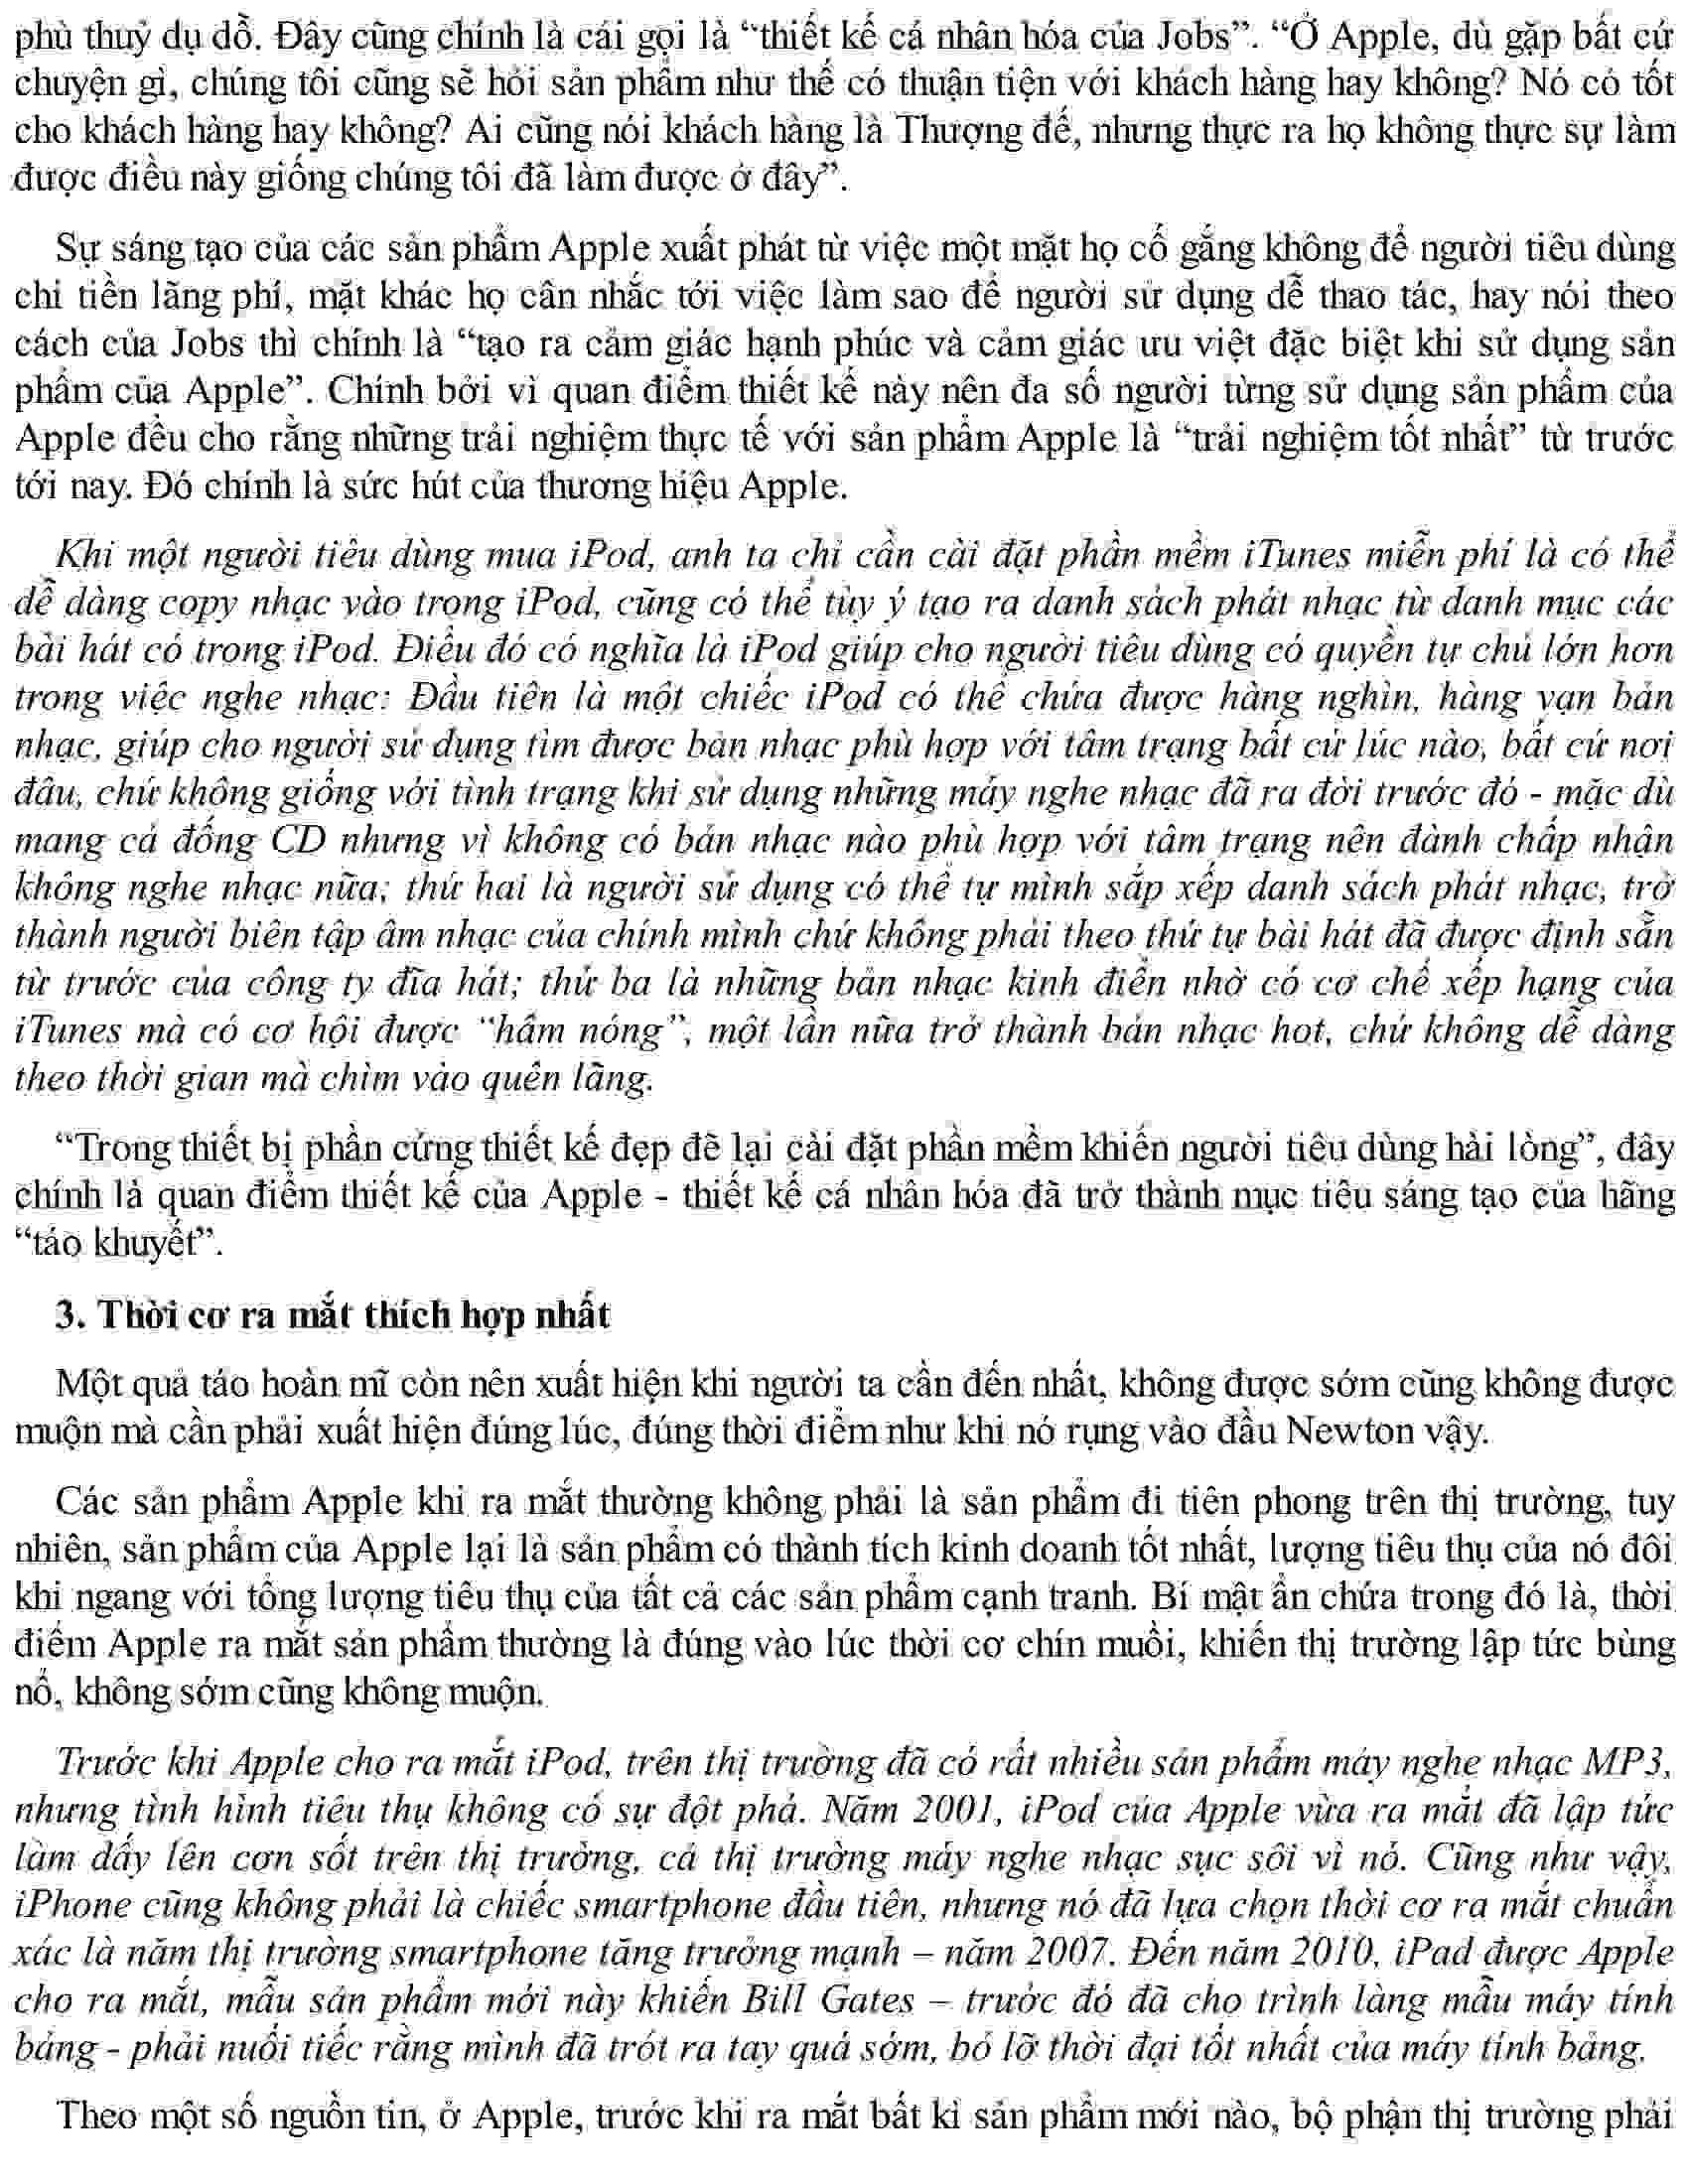 phù thuỷ dụ dỗ. Đây cũng chính là cái gọi là “thiết kế cá nhân hóa của Jobs”. “Ở Apple, dù gặp bất cứ
chuyện gì, chúng tôi cũng sẽ hỏi sản phẩm như thế có thuận tiện với khách hàng hay không? Nó có tốt
cho khách hàng hay không? Ai cũng nói khách hàng là Thượng đế, nhưng thực ra họ không thực sự làm
được điều này giống chúng tôi đã làm được ở đây”.
Sự sáng tạo của các sản phẩm Apple xuất phát từ việc một mặt họ cố gắng không để người tiêu dùng
chi tiền lãng phí, mặt khác họ cân nhắc tới việc làm sao để người sử dụng dễ thao tác, hay nói theo
cách của Jobs thì chính là “tạo ra cảm giác hạnh phúc và cảm giác ưu việt đặc biệt khi sử dụng sản
phẩm của Apple”. Chính bởi vì quan điểm thiết kế này nên đa số người từng sử dụng sản phẩm của
Apple đều cho rằng những trải nghiệm thực tế với sản phẩm Apple là “trải nghiệm tốt nhất” từ trước
tới nay. Đó chính là sức hút của thương hiệu Apple.
Khi một người tiêu dùng mua iPod, anh ta chỉ cần cài đặt phần mềm iTunes miễn phí là có thể
dễ dàng copy nhạc vào trong iPod, cũng có thể tùy ý tạo ra danh sách phát nhạc từ danh mục các
bài hát có trong iPod. Điều đó có nghĩa là iPod giúp cho người tiêu dùng có quyền tự chủ lớn hơn
trong việc nghe nhạc: Đầu tiên là một chiếc iPod có thể chứa được hàng nghìn, hàng vạn bản
nhạc, giúp cho người sử dụng tìm được bản nhạc phù hợp với tâm trạng bất cứ lúc nào, bất cứ nơi
đâu, chứ không giống với tình trạng khi sử dụng những máy nghe nhạc đã ra đời trước đó - mặc dù
mang cả đống CD nhưng vì không có bản nhạc nào phù hợp với tâm trạng nên đành chấp nhận
không nghe nhạc nữa; thứ hai là người sử dụng có thể tự mình sắp xếp danh sách phát nhạc, trở
thành người biên tập âm nhạc của chính mình chứ không phải theo thứ tự bài hát đã được định sẵn
từ trước của công ty đĩa hát; thứ ba là những bản nhạc kinh điển nhờ có cơ chế xếp hạng của
iTunes mà có cơ hội được “hâm nóng”, một lần nữa trở thành bản nhạc hot, chứ không dễ dàng
theo thời gian mà chìm vào quên lãng.
“Trong thiết bị phần cứng thiết kế đẹp đẽ lại cài đặt phần mềm khiến người tiêu dùng hài lòng”, đây
chính là quan điểm thiết kế của Apple - thiết kế cá nhân hóa đã trở thành mục tiêu sáng tạo của hãng
“táo khuyết”.
3. Thời cơ ra mắt thích hợp nhất
Một quả táo hoàn mĩ còn nên xuất hiện khi người ta cần đến nhất, không được sớm cũng không được
muộn mà cần phải xuất hiện đúng lúc, đúng thời điểm như khi nó rụng vào đầu Newton vậy.
Các sản phẩm Apple khi ra mắt thường không phải là sản phẩm đi tiên phong trên thị trường, tuy
nhiên, sản phẩm của Apple lại là sản phẩm có thành tích kinh doanh tốt nhất, lượng tiêu thụ của nó đôi
khi ngang với tổng lượng tiêu thụ của tất cả các sản phẩm cạnh tranh. Bí mật ẩn chứa trong đó là, thời
điểm Apple ra mắt sản phẩm thường là đúng vào lúc thời cơ chín muồi, khiến thị trường lập tức bùng
nổ, không sớm cũng không muộn.
Trước khi Apple cho ra mắt iPod, trên thị trường đã có rất nhiều sản phẩm máy nghe nhạc MP3,
nhưng tình hình tiêu thụ không có sự đột phá. Năm 2001, iPod của Apple vừa ra mắt đã lập tức
làm dấy lên cơn sốt trên thị trường, cả thị trường máy nghe nhạc sục sôi vì nó. Cũng như vậy,
iPhone cũng không phải là chiếc smartphone đầu tiên, nhưng nó đã lựa chọn thời cơ ra mắt chuẩn
xác là năm thị trường smartphone tăng trưởng mạnh – năm 2007. Đến năm 2010, iPad được Apple
cho ra mắt, mẫu sản phẩm mới này khiến Bill Gates – trước đó đã cho trình làng mẫu máy tính
bảng - phải nuối tiếc rằng mình đã trót ra tay quá sớm, bỏ lỡ thời đại tốt nhất của máy tính bảng.
Theo một số nguồn tin, ở Apple, trước khi ra mắt bất kì sản phẩm mới nào, bộ phận thị trường phải